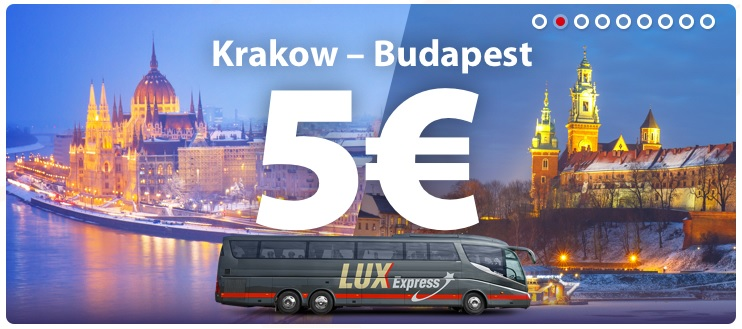 Krakow – Budapest
5€
LUX Express